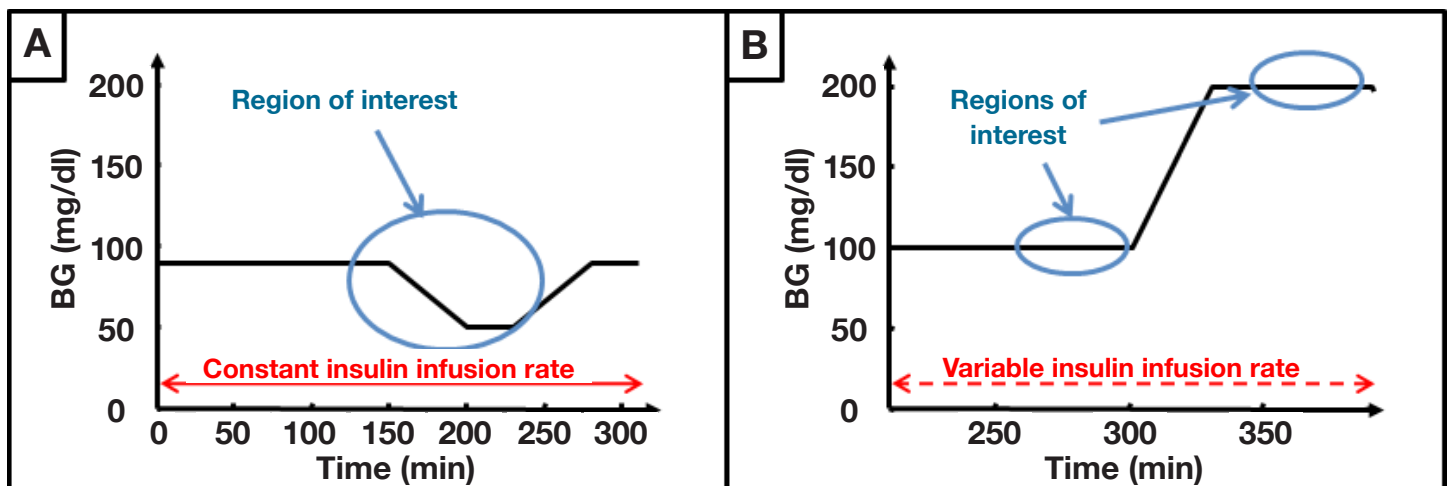 A
BG (mg/dl)
200
150
100
50
0
Region of interest
Constant insulin infusion rate
0 50 100 150 200 250 300
Time (min)
B
BG (mg/dl)
200
150
100
50
0
Regions of
interest
Variable insulin infusion rate
250 300 350
Time (min)